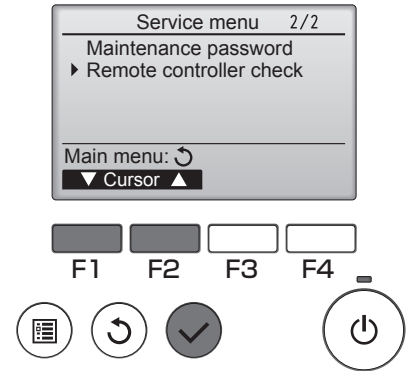 Service menu 2/2
Maintenance password
Remote controller check
Main menu:
Cursor
F1 F2 F3 F4